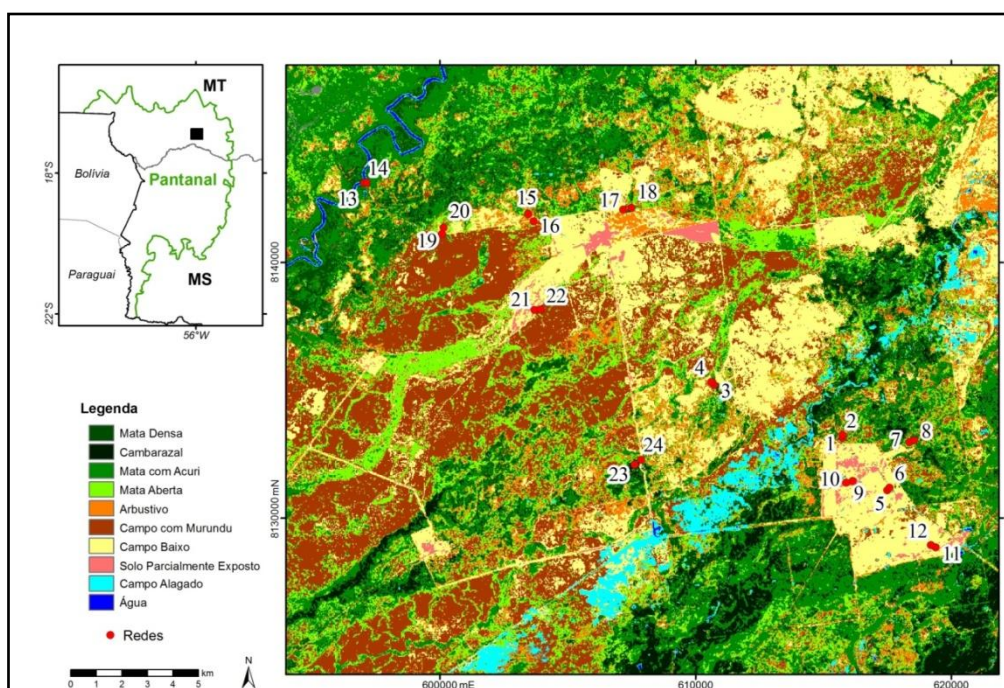 MT
18°S
Bolívia
Pantanal
Paraguai
MS
22°S
56°W
Legenda
Mata Densa
Cambarazal
Mata com Acuri
Mata Aberta
Arbustivo
Campo com Murundu
Campo Baixo
Solo Parcialmente Exposto
Campo Alagado
Água
Redes
0 1 2 3 4 5
km
N
14
13
20
19
15
16
17
18
21
22
4
3
24
23
2
1
7
8
10
9
6
5
12
11
8140000
8130000 mN
600000 mE
610000
620000